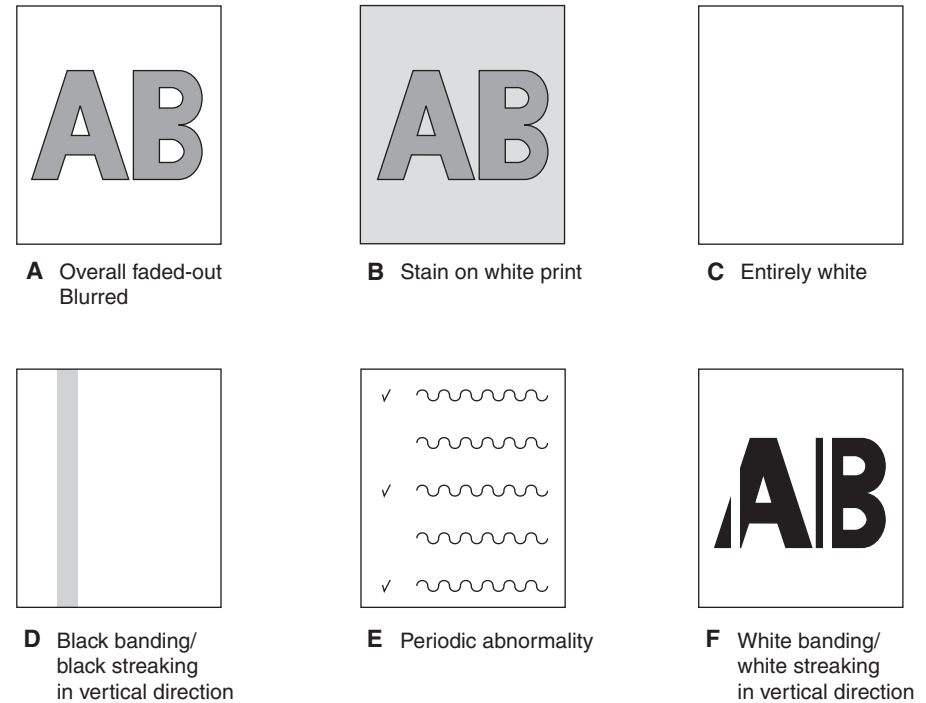 AB
AB
A Overall faded-out
Blurred
B Stain on white print
C Entirely white
AB
D Black banding/
black streaking
in vertical direction
E Periodic abnormality
F White banding/
white streaking
in vertical direction